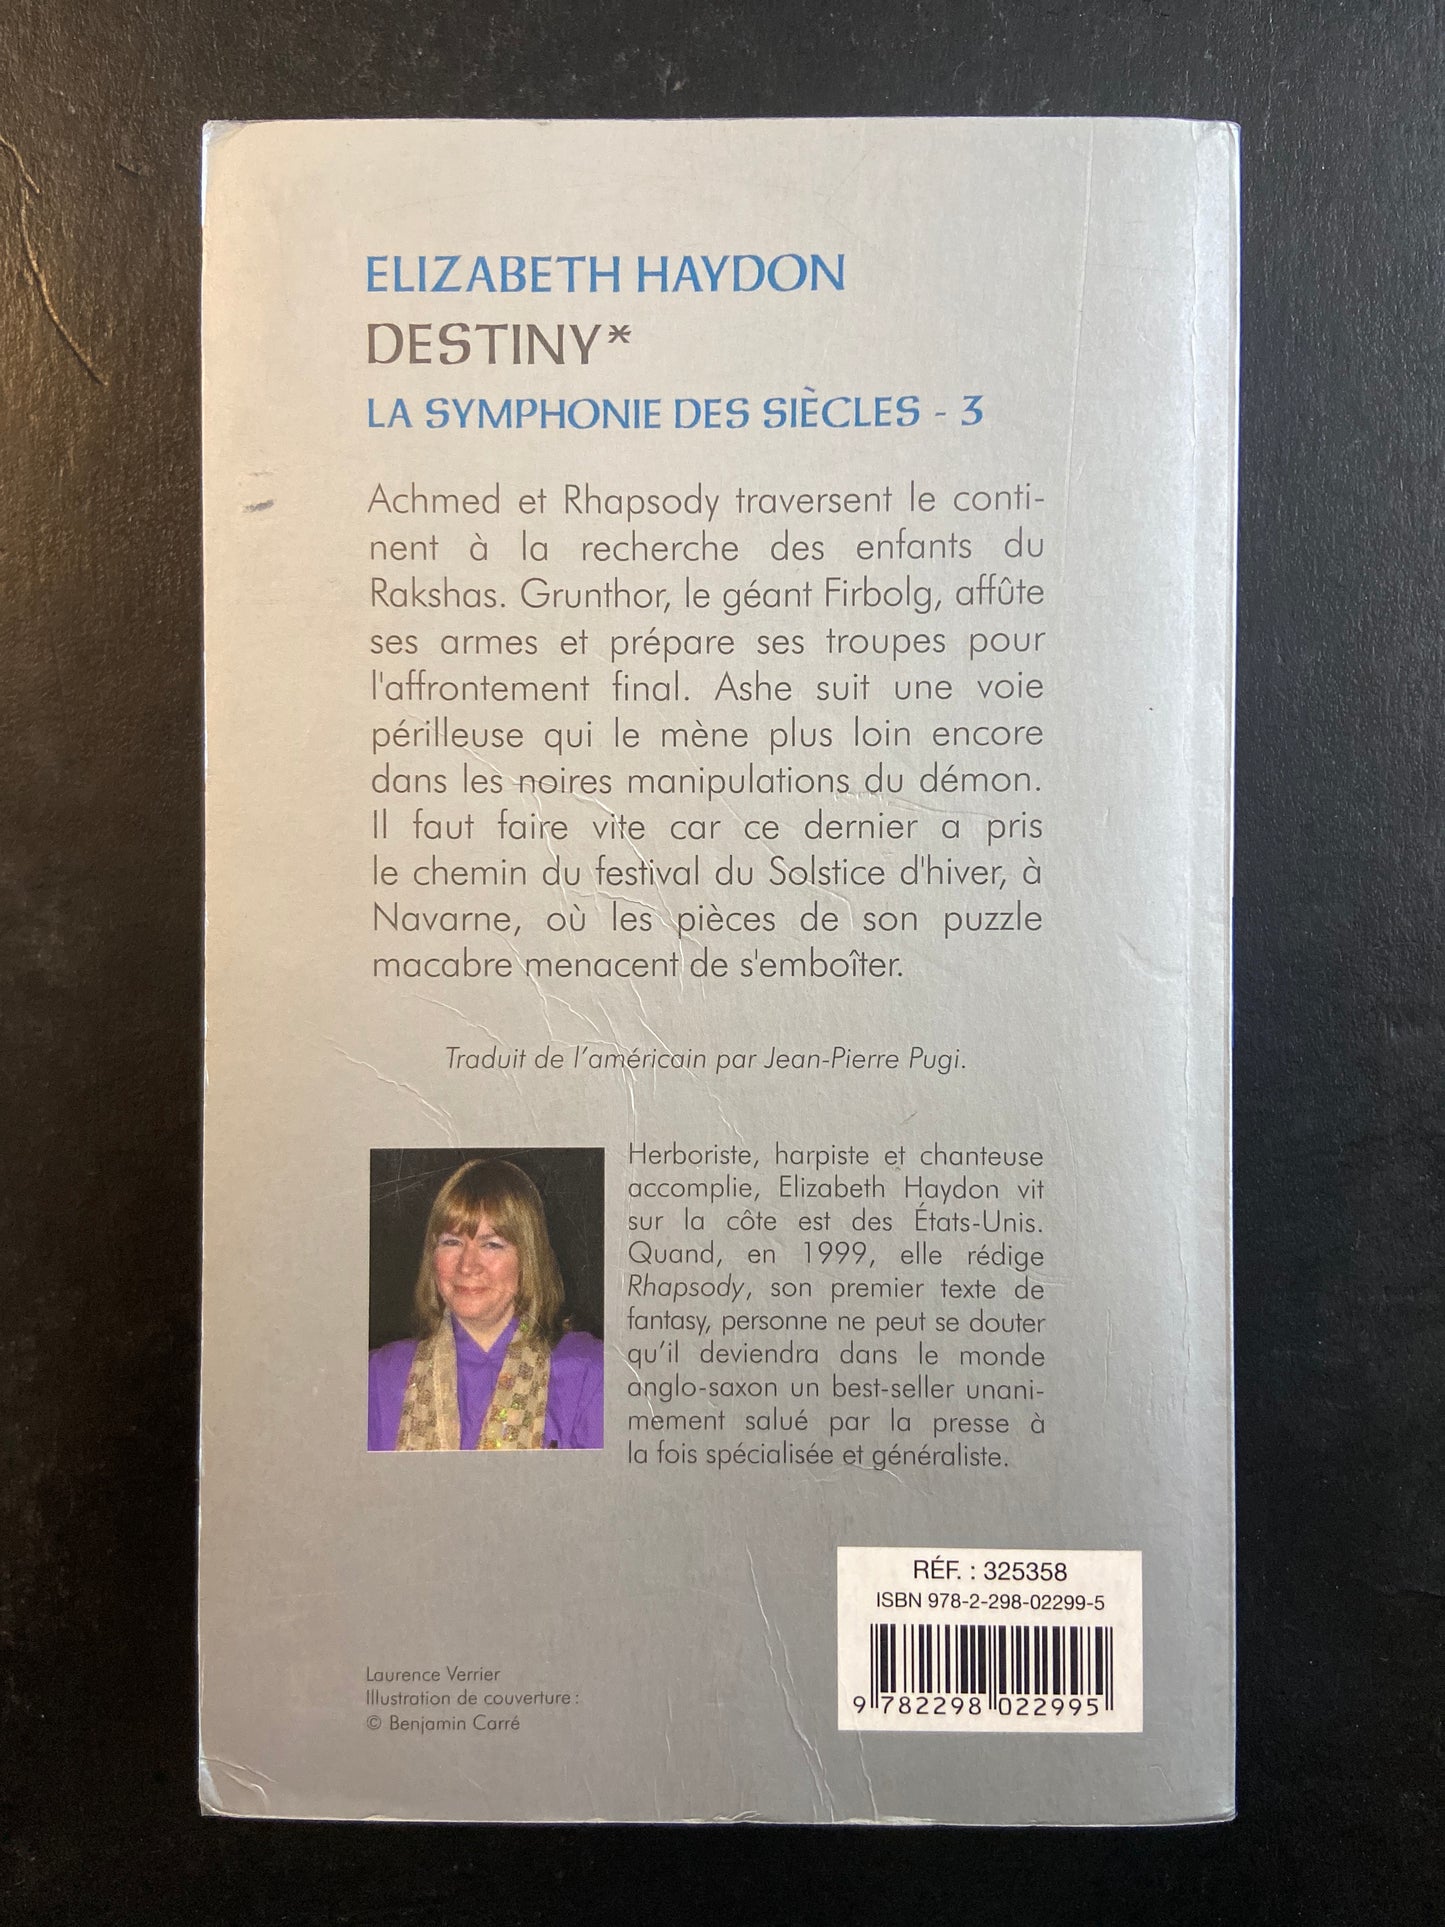 ELIZABETH HAYDON
DESTINY*
LA SYMPHONIE DES SIÈCLES - 3
Achmed et Rhapsody traversent le conti-
nent à la recherche des enfants du
Rakshas. Grunthor, le géant Firbolg, affûte
ses armes et prépare ses troupes pour
l'affrontement final. Ashe suit une voie
périlleuse qui le mène plus loin encore
dans les noires manipulations du démon.
Il faut faire vite car ce dernier a pris
le chemin du festival du Solstice d'hiver, à
Navarne, où les pièces de son puzzle
macabre menacent de s'emboîter.
Traduit de l'américain par Jean-Pierre Pugi.
Herboriste, harpiste et chanteuse
accomplie, Elizabeth Haydon vit
sur la côte est des États-Unis.
Quand, en 1999, elle rédige
Rhapsody, son premier texte de
fantasy, personne ne peut se douter
qu'il deviendra dans le monde
anglo-saxon un best-seller unani-
mement salué par la presse à
la fois spécialisée et généraliste.
RÉF. : 325358
ISBN 978-2-298-02299-5
9 782298 022995
Laurence Verrier
Illustration de couverture :
© Benjamin Carré